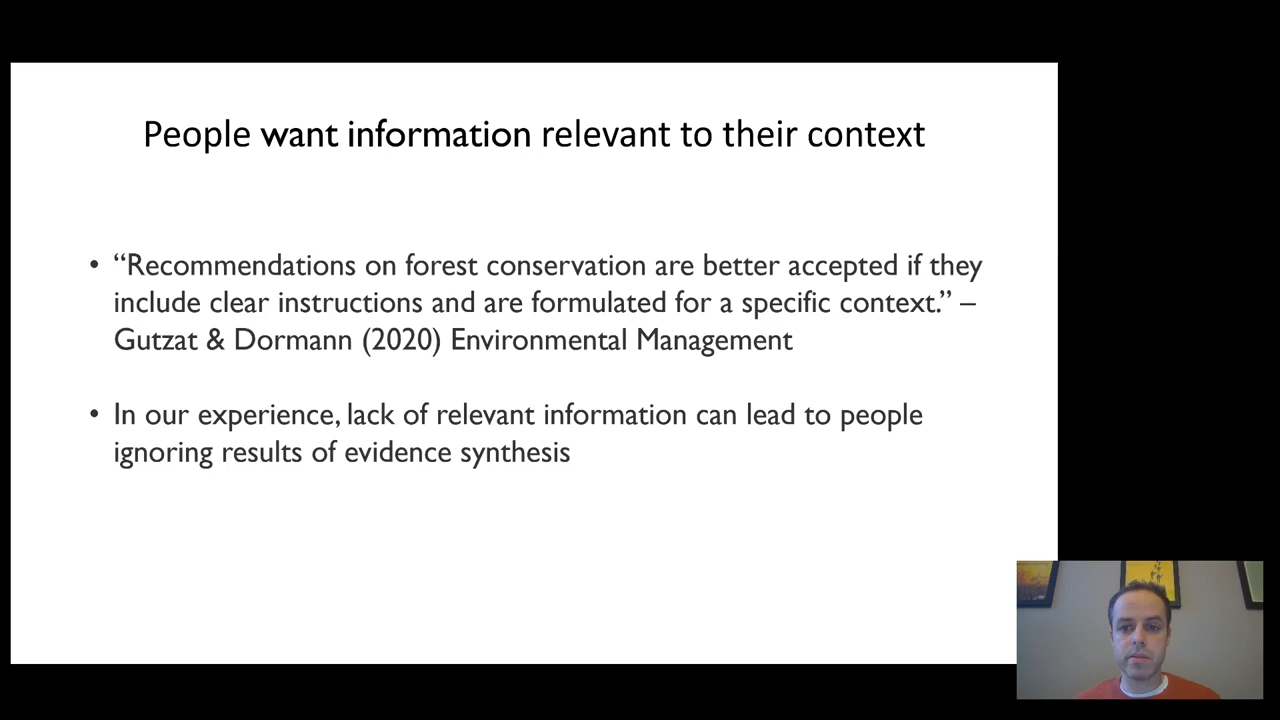 People want information relevant to their context
• “Recommendations on forest conservation are better accepted if they
include clear instructions and are formulated for a specific context.” –
Gutzat & Dormann (2020) Environmental Management
• In our experience, lack of relevant information can lead to people
ignoring results of evidence synthesis